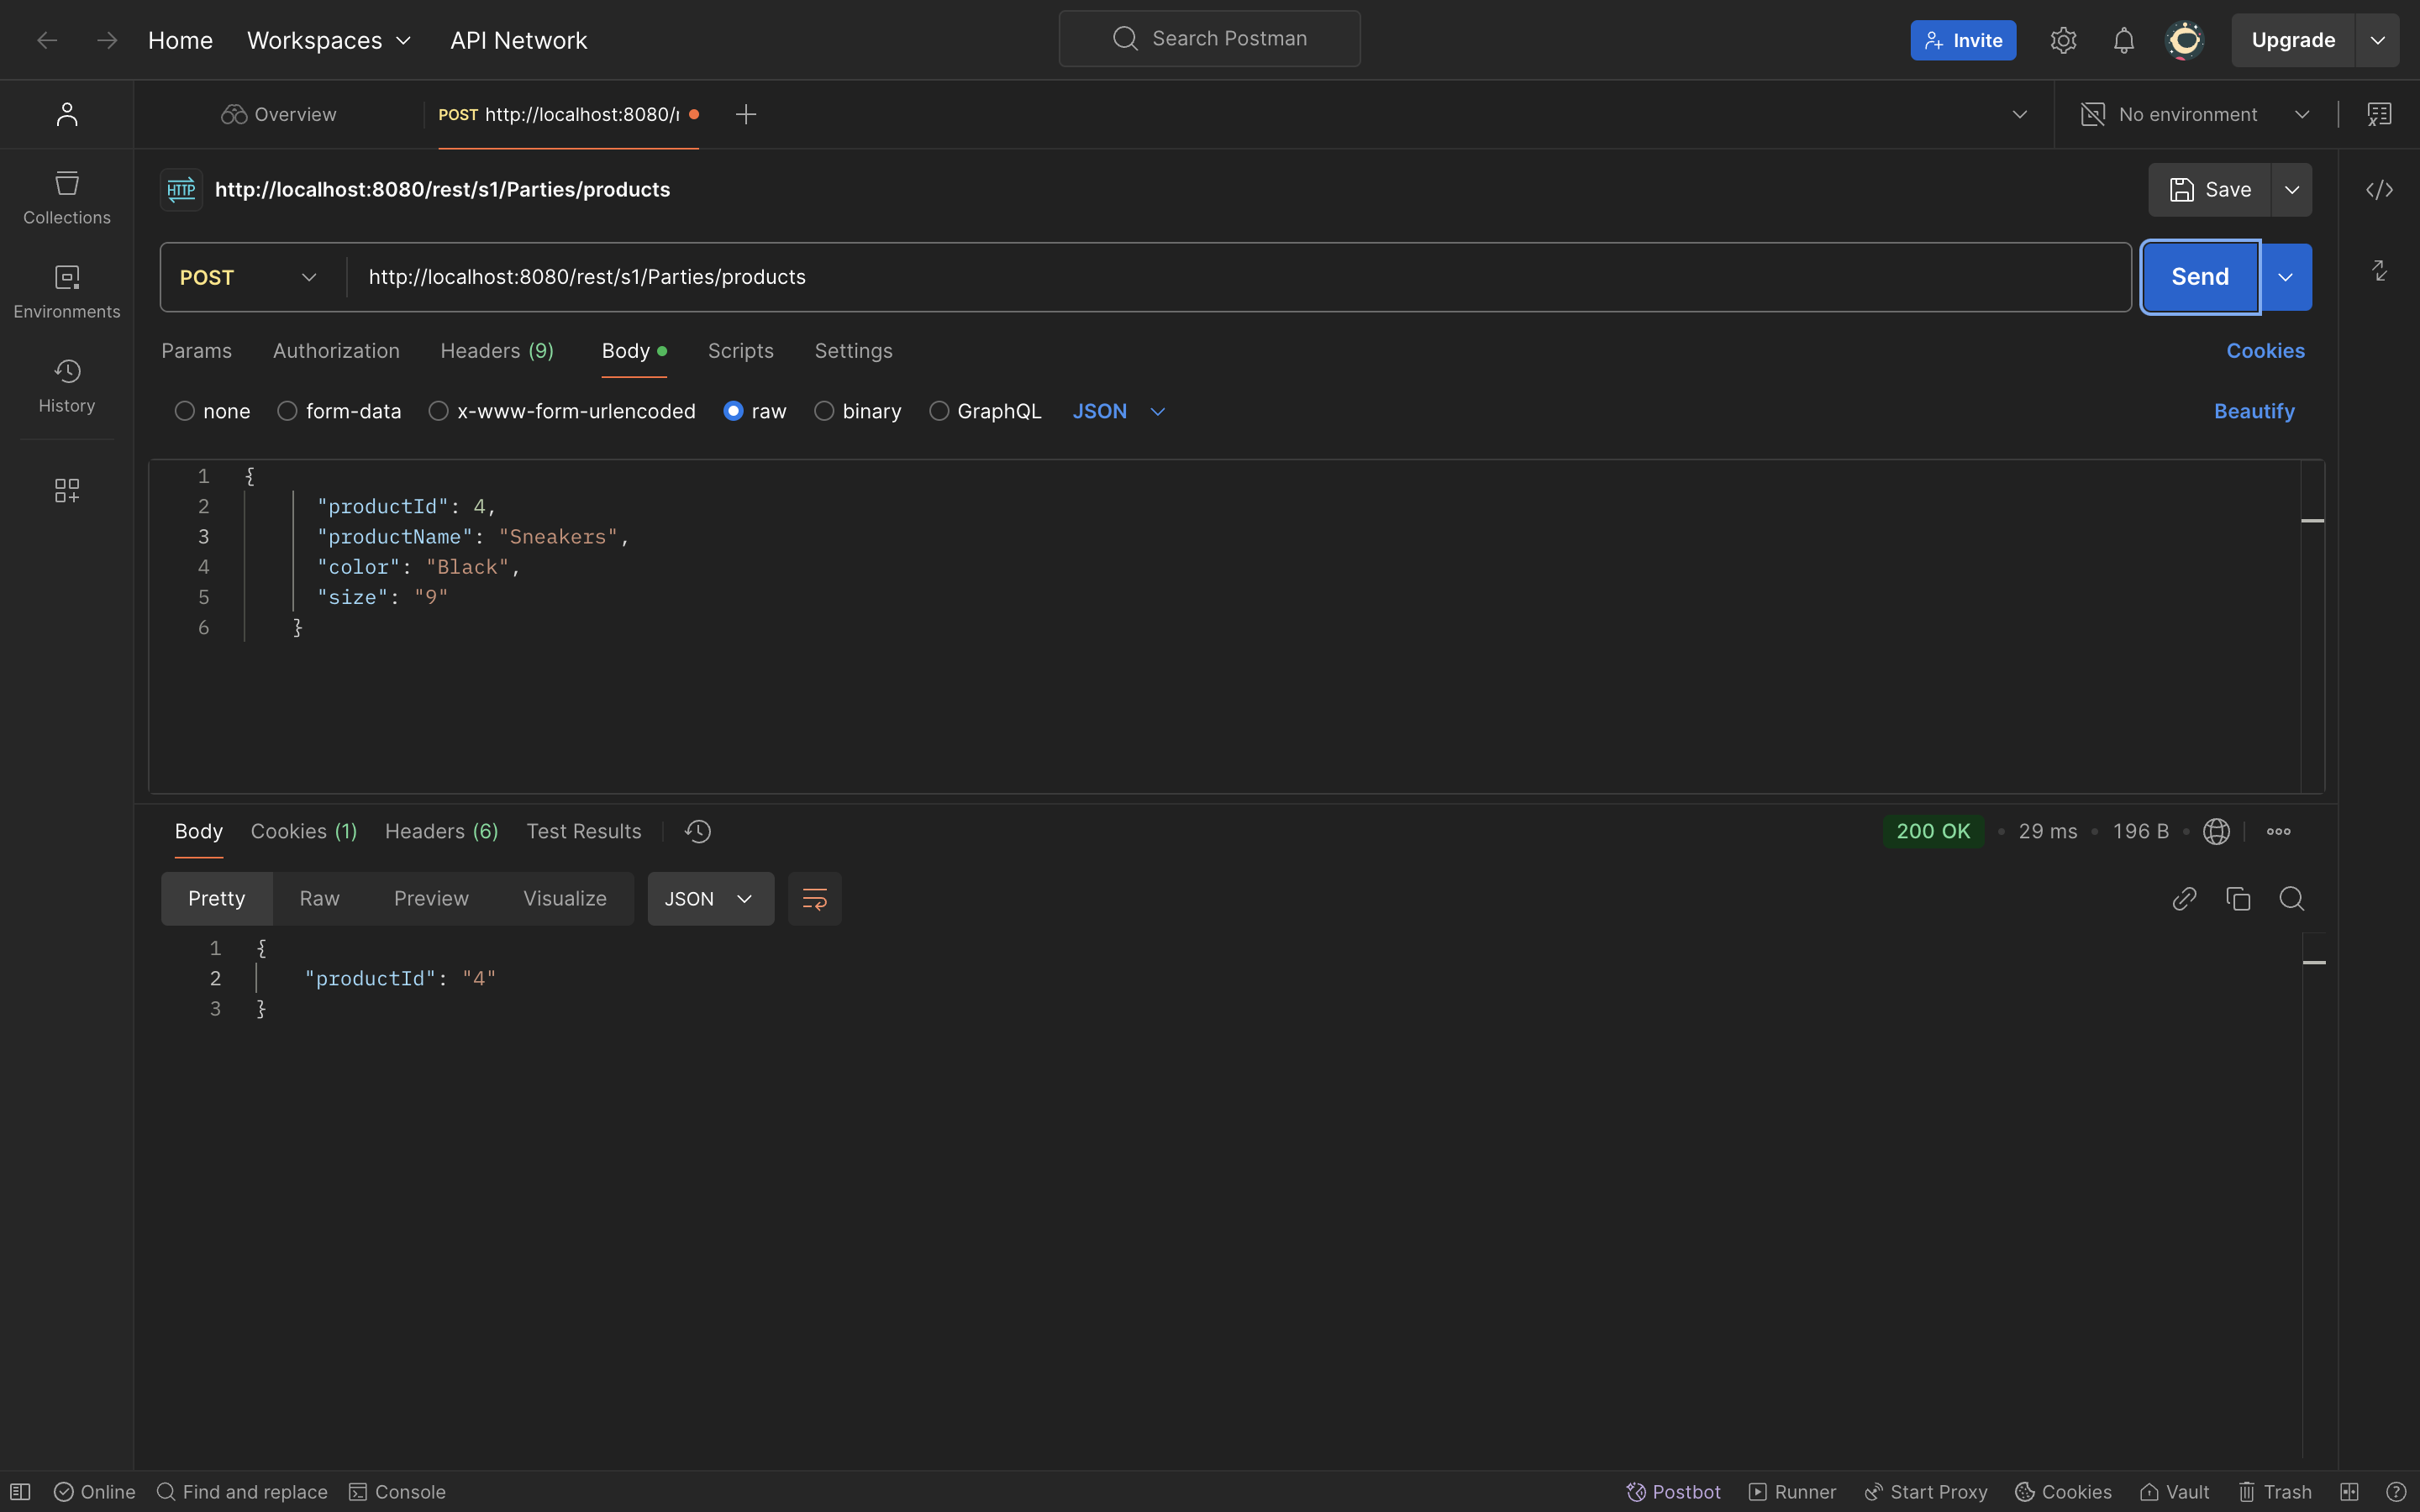 Home Workspaces API Network Search Postman Invite Upgrade
Overview POST http://localhost:8080/r No environment
HTTP http://localhost:8080/rest/s1/Parties/products Save
Collections
Environments
History
POST http://localhost:8080/rest/s1/Parties/products Send
Params Authorization Headers (9) Body Scripts Settings Cookies
none form-data x-www-form-urlencoded raw binary GraphQL JSON Beautify
1 {
2 "productId": 4,
3 "productName": "Sneakers",
4 "color": "Black",
5 "size": "9"
6 }
Body Cookies (1) Headers (6) Test Results 200 OK • 29 ms • 196 B •
Pretty Raw Preview Visualize JSON
1 {
2 "productId": "4"
3 }
Online Find and replace Console Postbot Runner Start Proxy Cookies Vault Trash